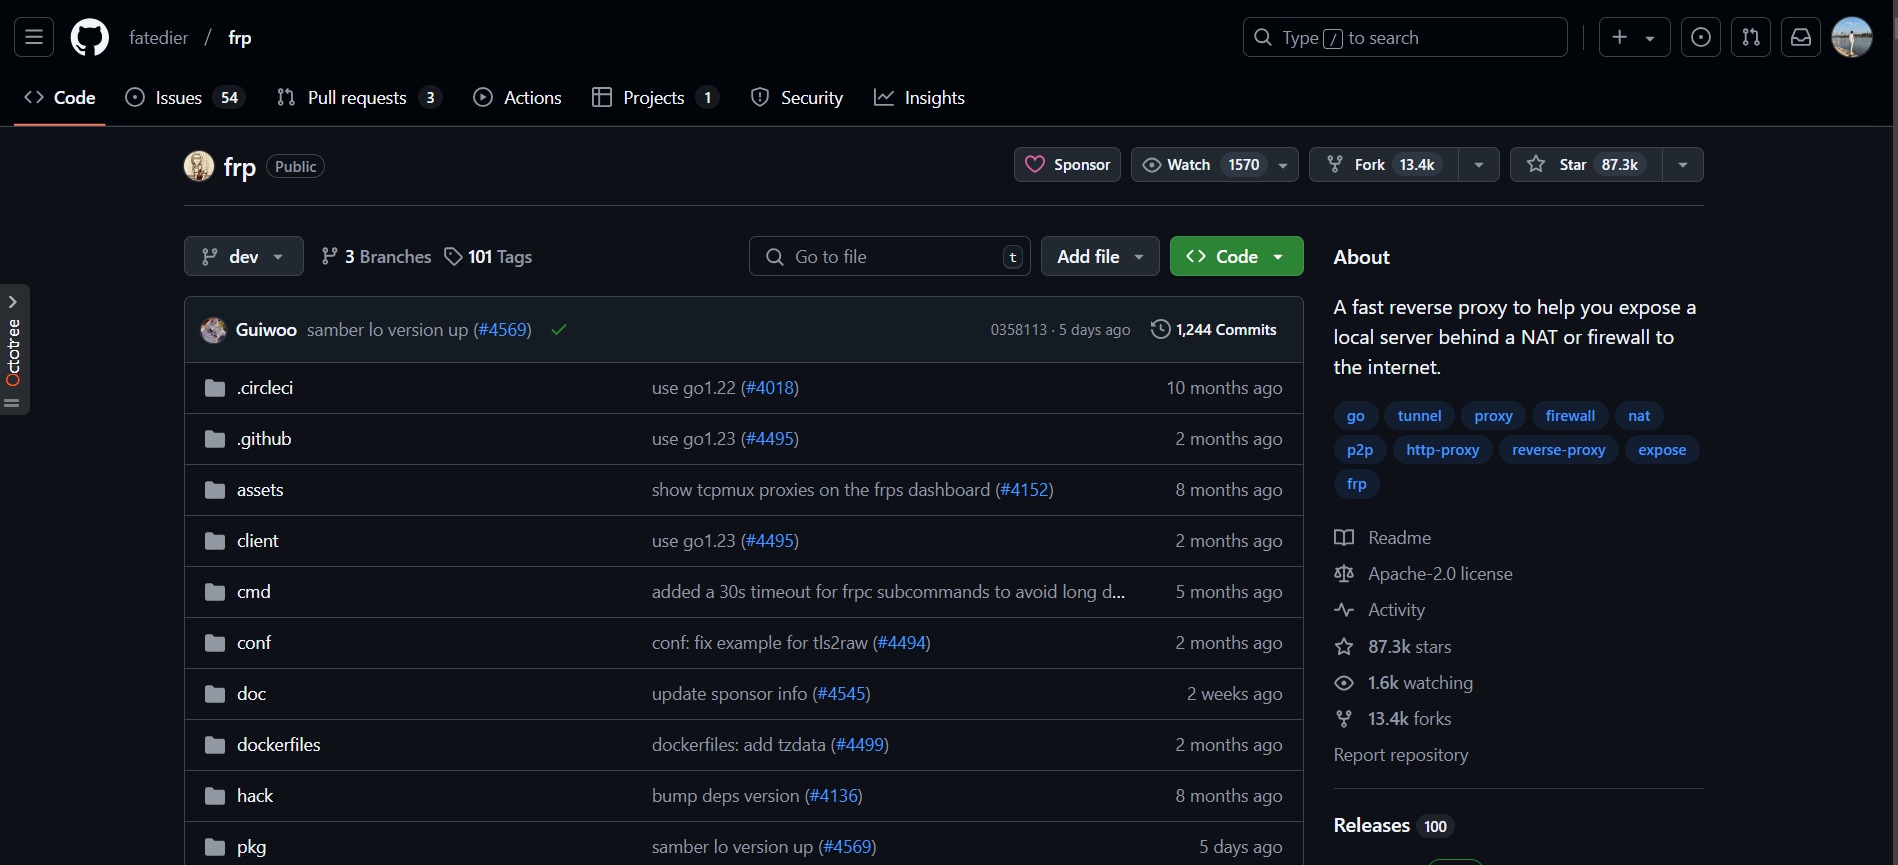 fatedier / frp
Type / to search
Code
Issues 54
Pull requests 3
Actions
Projects 1
Security
Insights
frp Public
Sponsor
Watch 1570
Fork 13.4k
Star 87.3k
dev
3 Branches
101 Tags
Go to file t
Add file
Code
Octotree
Guiwoo samber lo version up (#4569) 0358113 · 5 days ago 1,244 Commits
.circleci use go1.22 (#4018) 10 months ago
.github use go1.23 (#4495) 2 months ago
assets show tcpmux proxies on the frps dashboard (#4152) 8 months ago
client use go1.23 (#4495) 2 months ago
cmd added a 30s timeout for frpc subcommands to avoid long d... 5 months ago
conf conf: fix example for tls2raw (#4494) 2 months ago
doc update sponsor info (#4545) 2 weeks ago
dockerfiles dockerfiles: add tzdata (#4499) 2 months ago
hack bump deps version (#4136) 8 months ago
pkg samber lo version up (#4569) 5 days ago
About
A fast reverse proxy to help you expose a
local server behind a NAT or firewall to
the internet.
go tunnel proxy firewall nat
p2p http-proxy reverse-proxy expose
frp
Readme
Apache-2.0 license
Activity
87.3k stars
1.6k watching
13.4k forks
Report repository
Releases 100